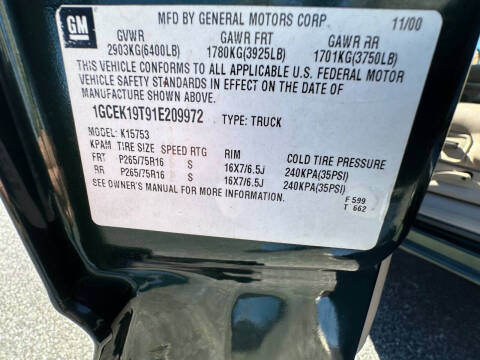 GM
MFD BY GENERAL MOTORS CORP. 11/00
GVWR GAWR FRT GAWR RR
2903KG(6400LB) 1780KG(3925LB) 1701KG(3750LB)
THIS VEHICLE CONFORMS TO ALL APPLICABLE U.S. FEDERAL MOTOR
VEHICLE SAFETY STANDARDS IN EFFECT ON THE DATE OF
MANUFACTURE SHOWN ABOVE.
1GCEK19T91E209972 TYPE: TRUCK
MODEL: K15753
KPAM TIRE SIZE SPEED RTG RIM COLD TIRE PRESSURE
FRT P265/75R16 S 16X7/6.5J 240KPA(35PSI)
RR P265/75R16 S 16X7/6.5J 240KPA(35PSI)
SEE OWNER'S MANUAL FOR MORE INFORMATION.
F 599
T 662